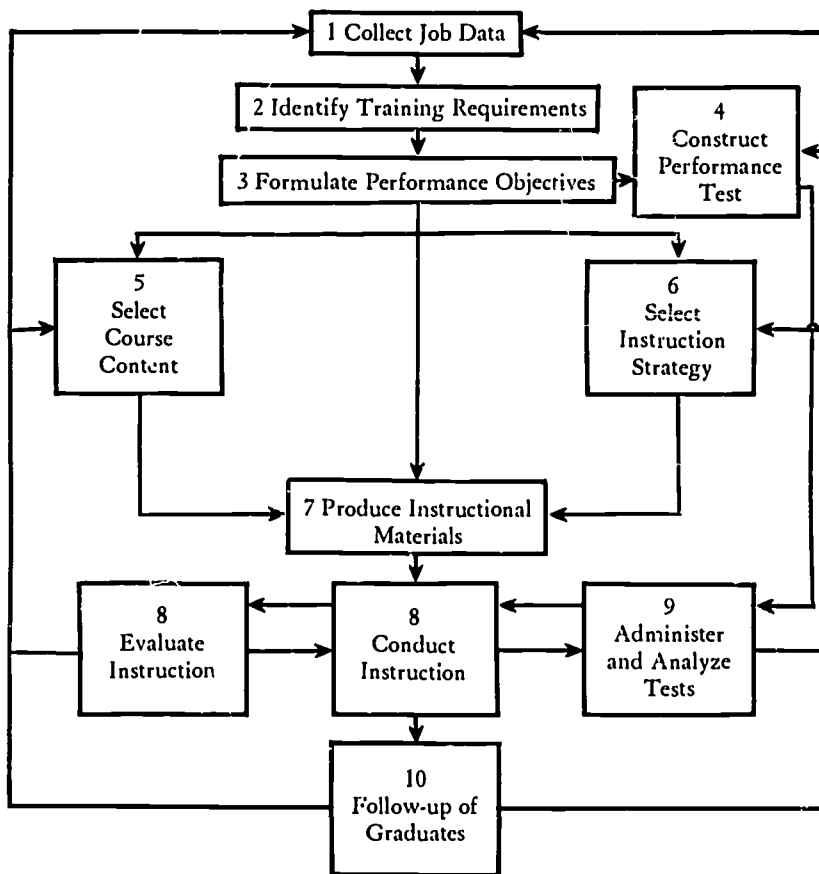 1 Collect Job Data
2 Identify Training Requirements
4
Construct
Performance
Test
3 Formulate Performance Objectives
5
Select
Course
Content
6
Select
Instruction
Strategy
7 Produce Instructional
Materials
8
Evaluate
Instruction
8
Conduct
Instruction
9
Administer
and Analyze
Tests
10
Follow-up of
Graduates